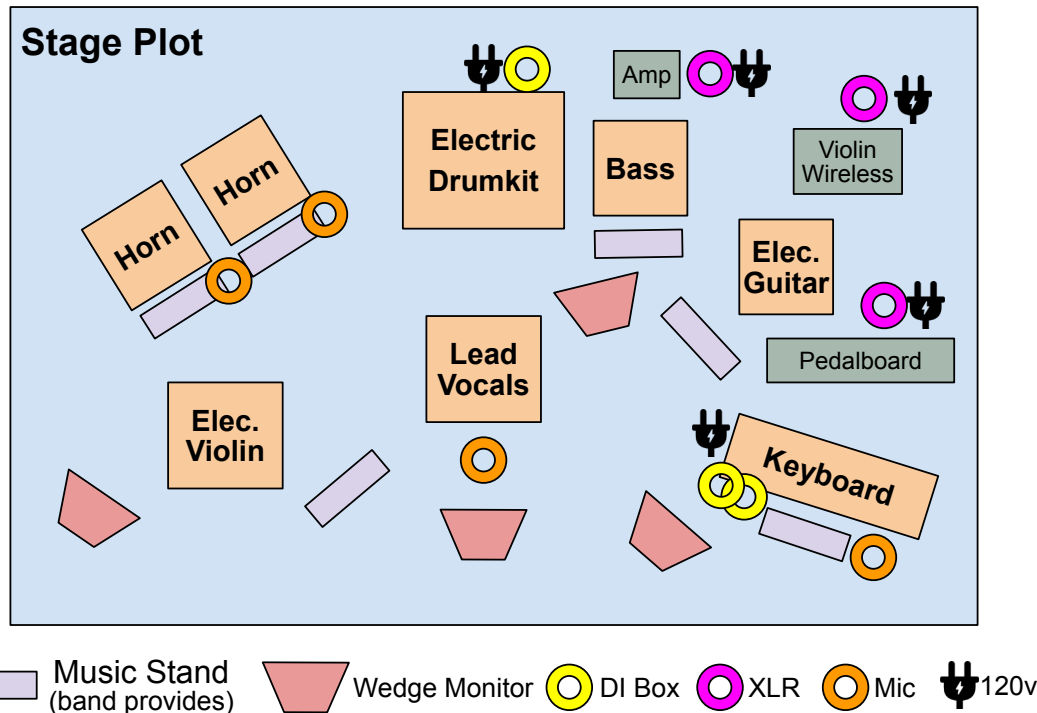 Stage Plot
Amp
Electric
Drumkit
Bass
Violin
Wireless
Horn
Horn
Elec.
Guitar
Lead
Vocals
Pedalboard
Elec.
Violin
Keyboard
Music Stand
(band provides)
Wedge Monitor
DI Box
XLR
Mic
120v